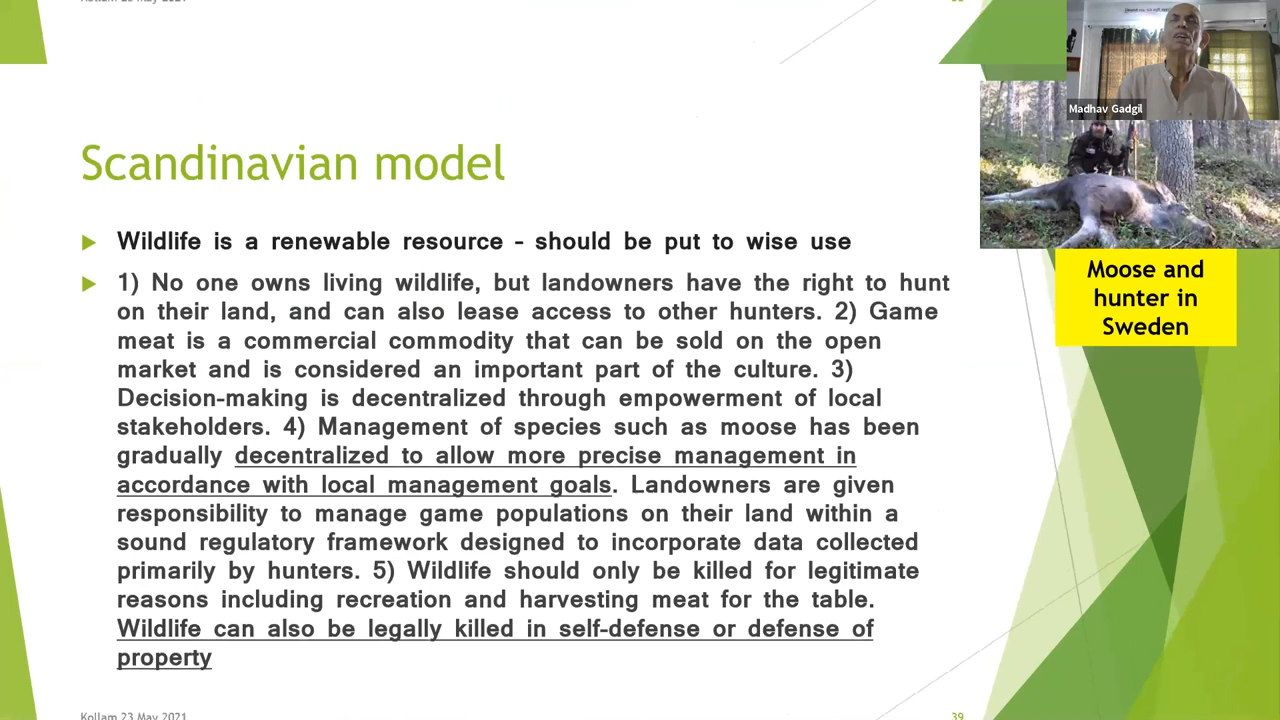 Kollam 23 May 2021
Madhav Gadgil
Scandinavian model
Wildlife is a renewable resource - should be put to wise use
1) No one owns living wildlife, but landowners have the right to hunt
on their land, and can also lease access to other hunters. 2) Game
meat is a commercial commodity that can be sold on the open
market and is considered an important part of the culture. 3)
Decision-making is decentralized through empowerment of local
stakeholders. 4) Management of species such as moose has been
gradually decentralized to allow more precise management in
accordance with local management goals. Landowners are given
responsibility to manage game populations on their land within a
sound regulatory framework designed to incorporate data collected
primarily by hunters. 5) Wildlife should only be killed for legitimate
reasons including recreation and harvesting meat for the table.
Wildlife can also be legally killed in self-defense or defense of
property
Moose and
hunter in
Sweden
Kollam 23 May 2021
39